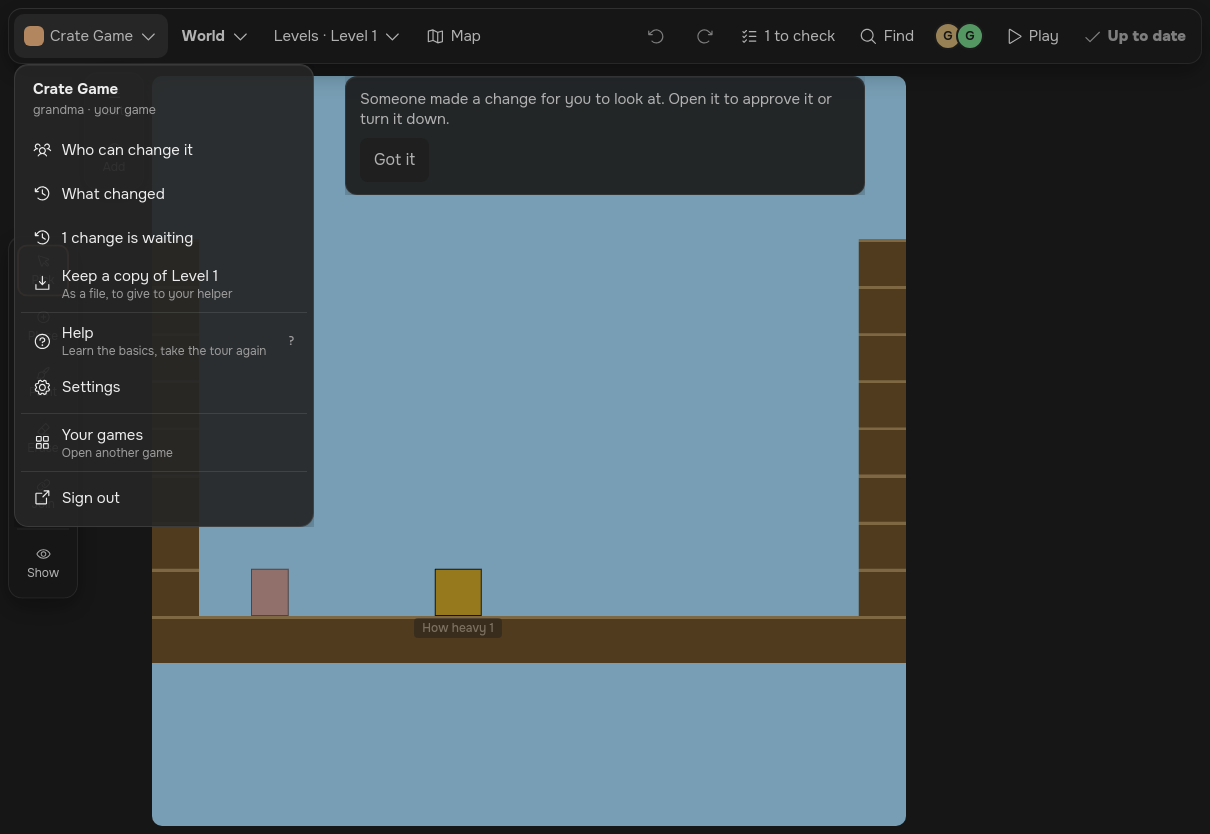 Crate Game
World
Levels · Level 1
Map
1 to check
Find
G
G
Play
Up to date
Crate Game
grandma · your game
Who can change it
Add
What changed
1 change is waiting
Keep a copy of Level 1
As a file, to give to your helper
Help
Learn the basics, take the tour again
?
Settings
Your games
Open another game
Sign out
Show
Someone made a change for you to look at. Open it to approve it or
turn it down.
Got it
How heavy 1